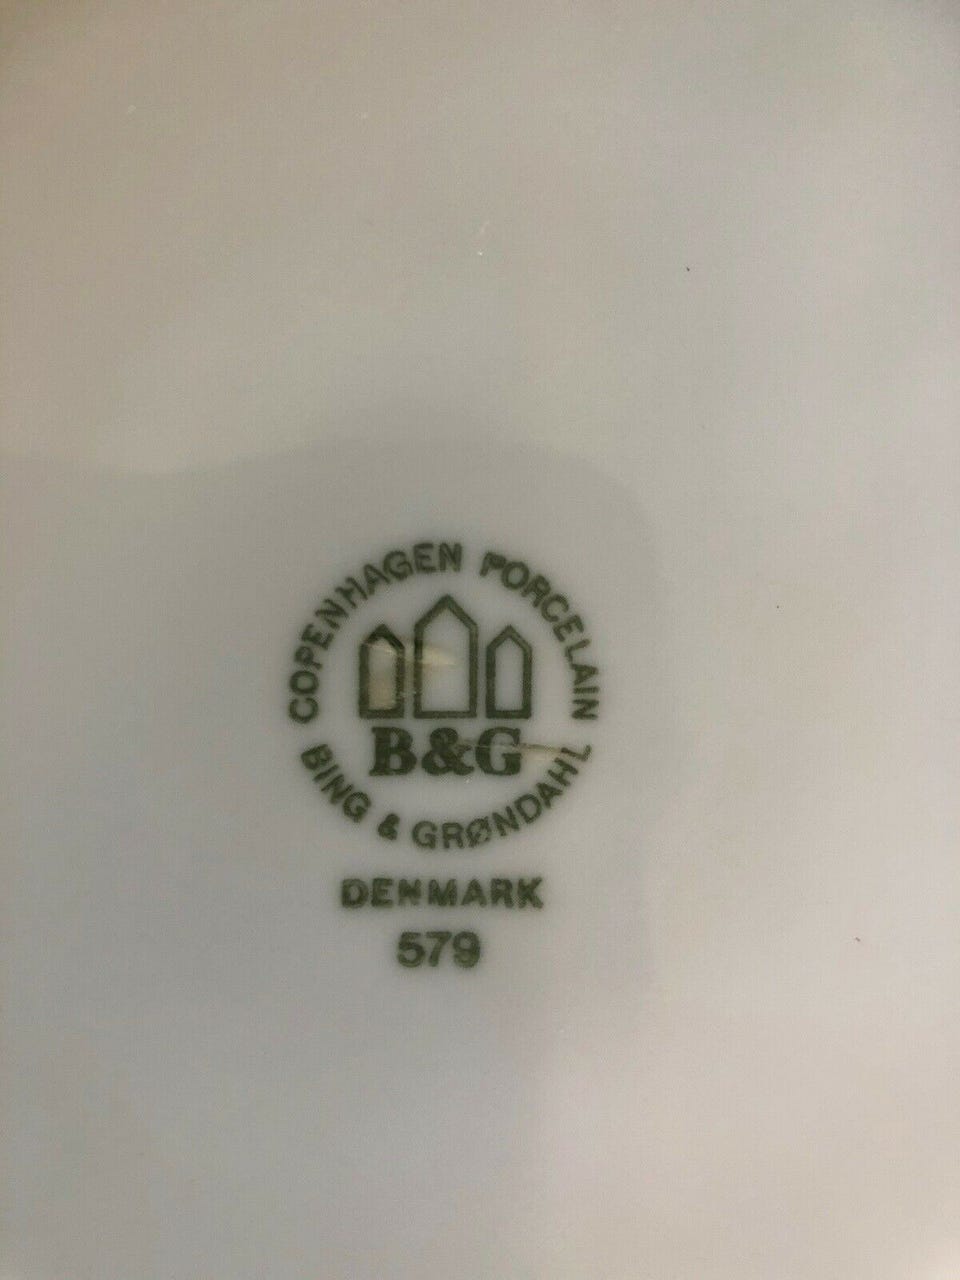 COPENHAGEN PORCELAIN
B&G
BING & GRØNDAHL
DENMARK
579